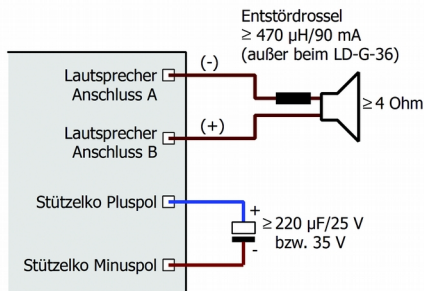 Entstördrossel
≥ 470 µH/90 mA
(außer beim LD-G-36)
Lautsprecher
Anschluss A
(-)
≥ 4 Ohm
Lautsprecher
Anschluss B
(+)
Stützelko Pluspol
+
≥ 220 µF/25 V
bzw. 35 V
-
Stützelko Minuspol